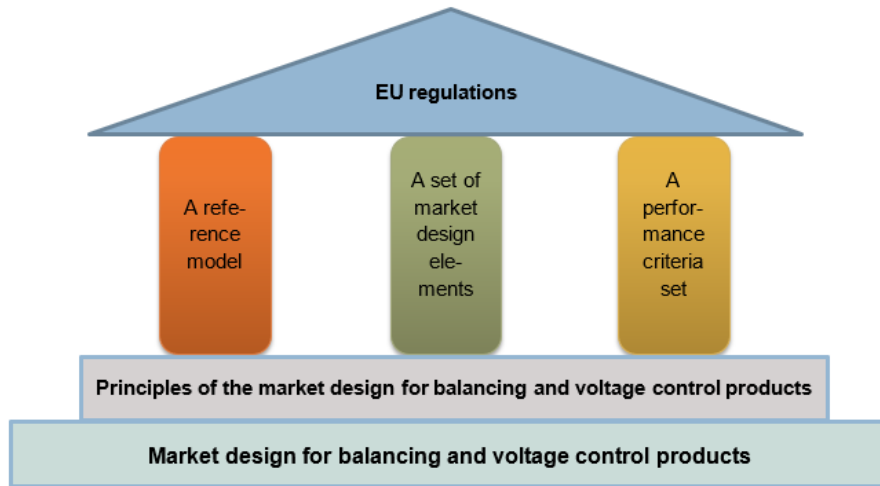 EU regulations
A refe-
rence
model
A set of
market
design
ele-
ments
A
perfor-
mance
criteria
set
Principles of the market design for balancing and voltage control products
Market design for balancing and voltage control products